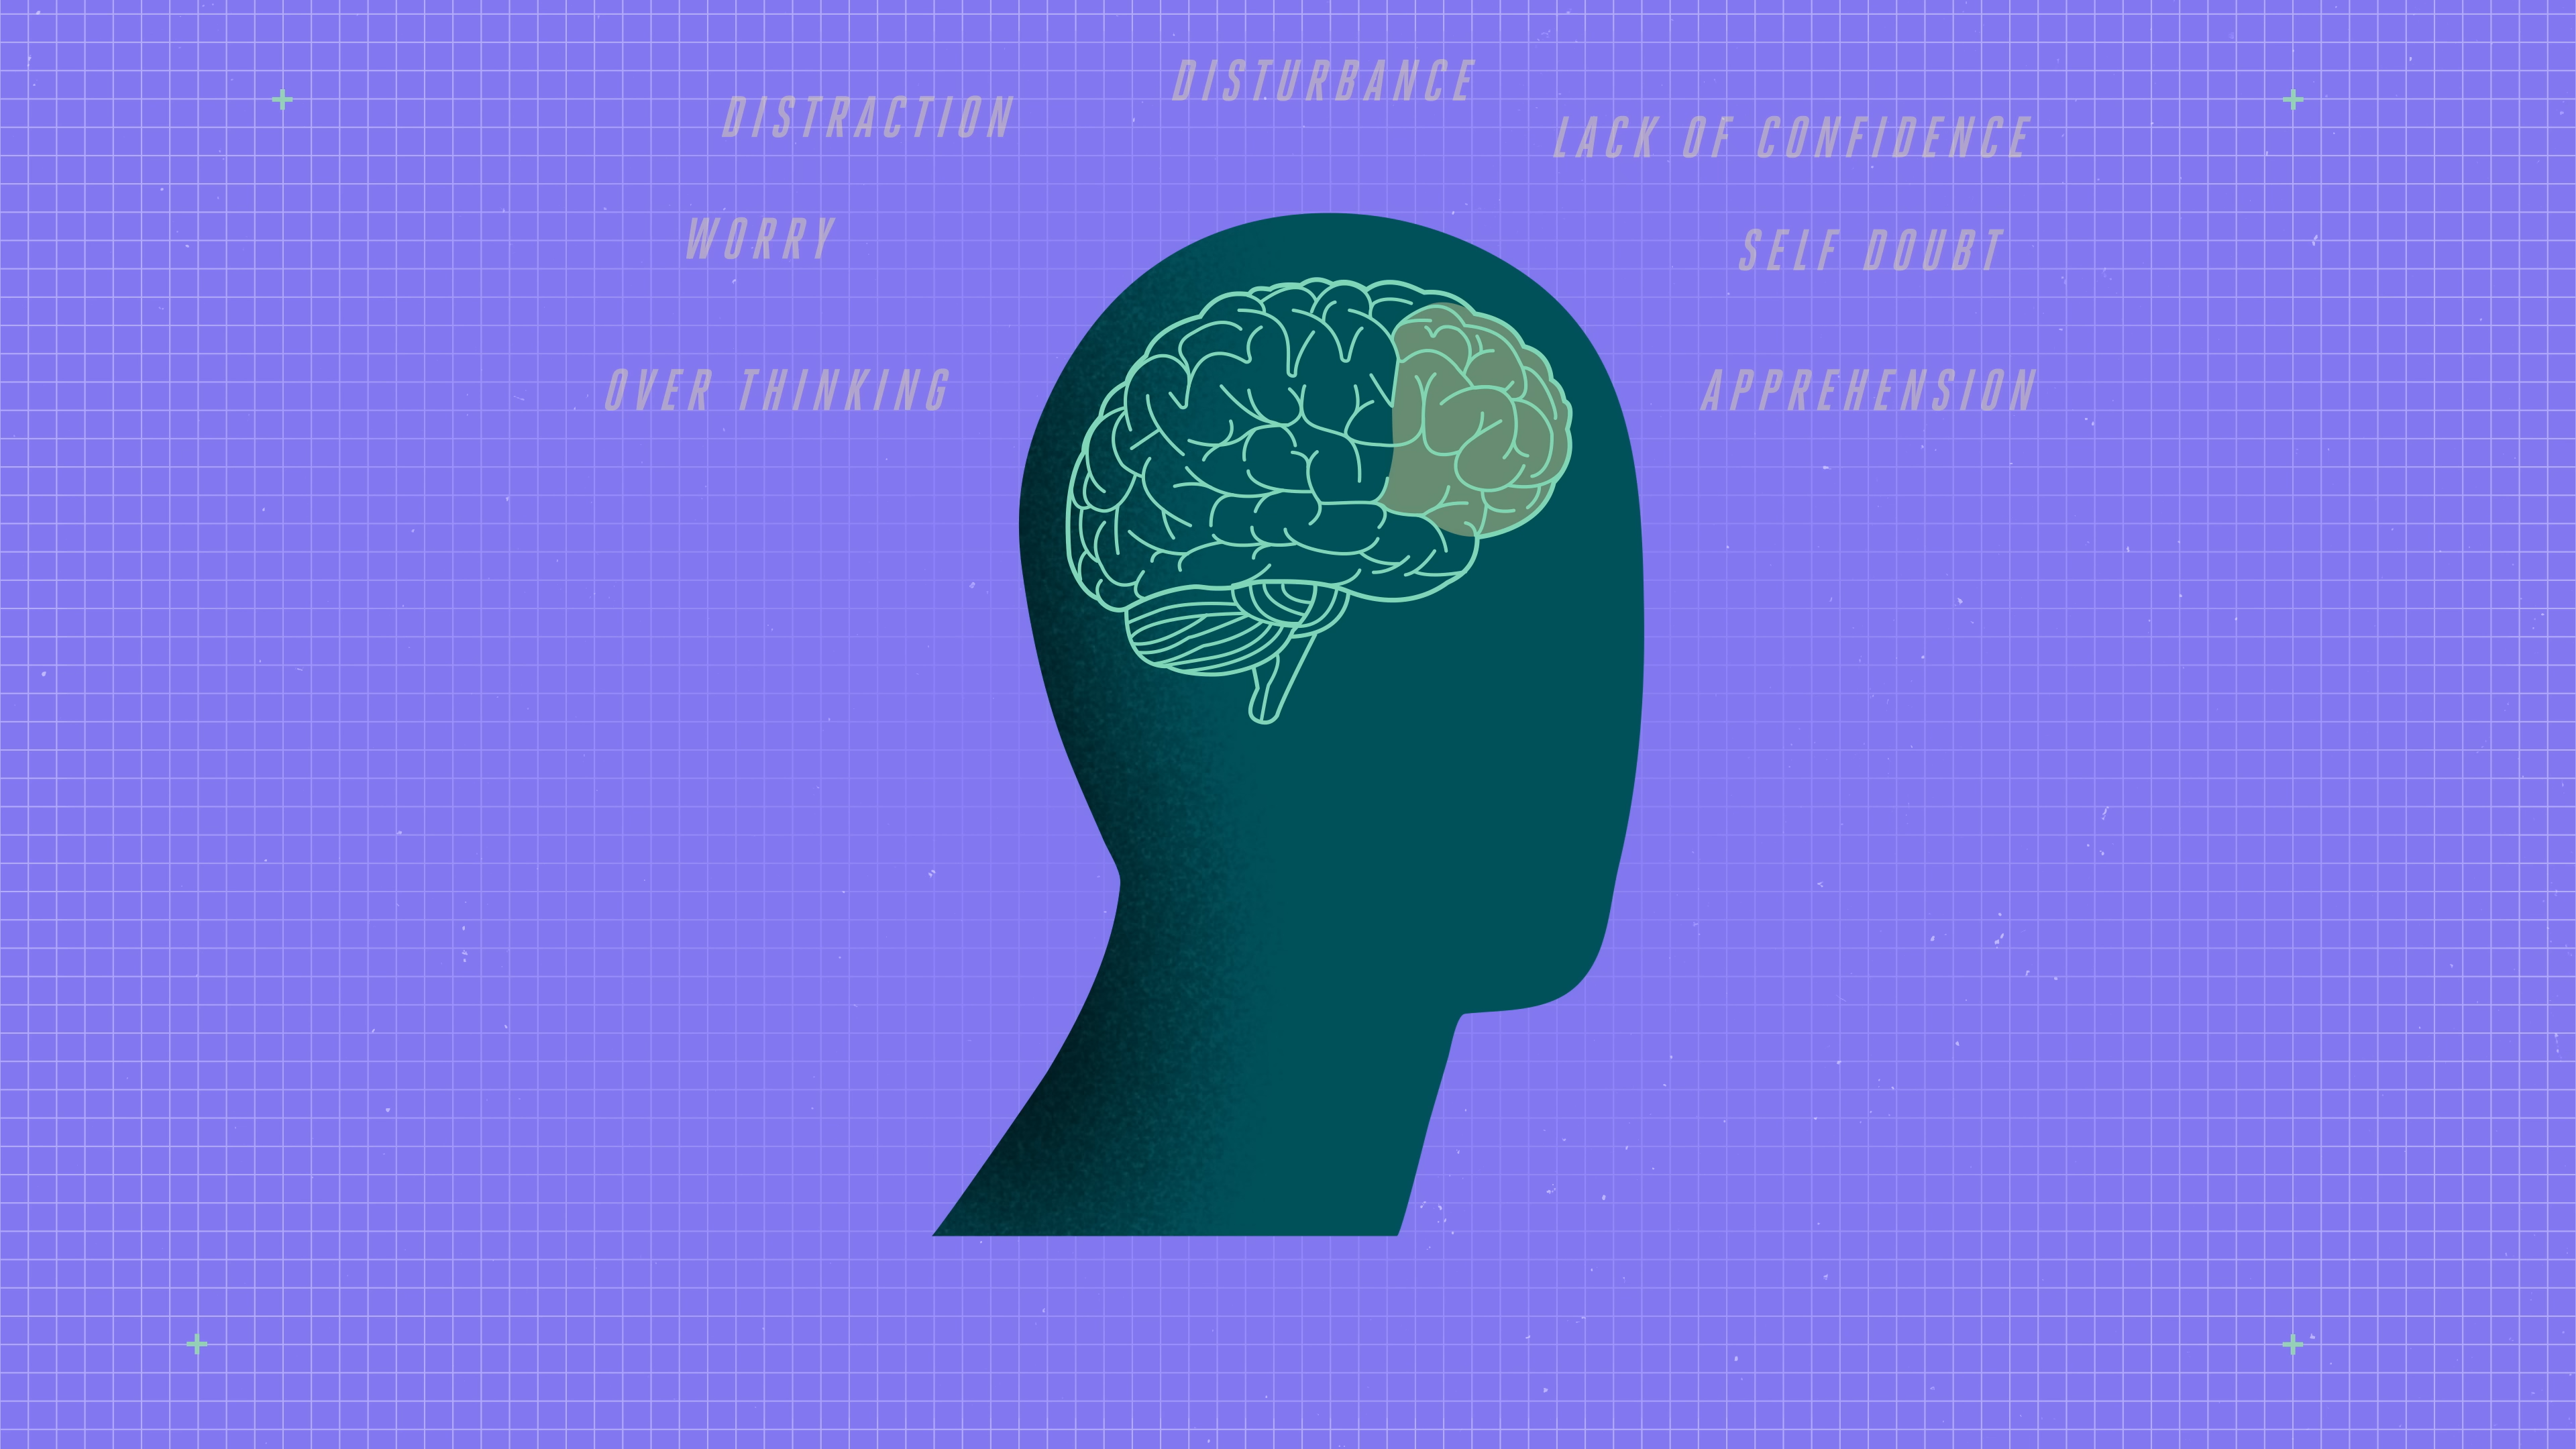 DISTURBANCE
DISTRACTION
LACK OF CONFIDENCE
WORRY
SELF DOUBT
OVER THINKING
APPREHENSION